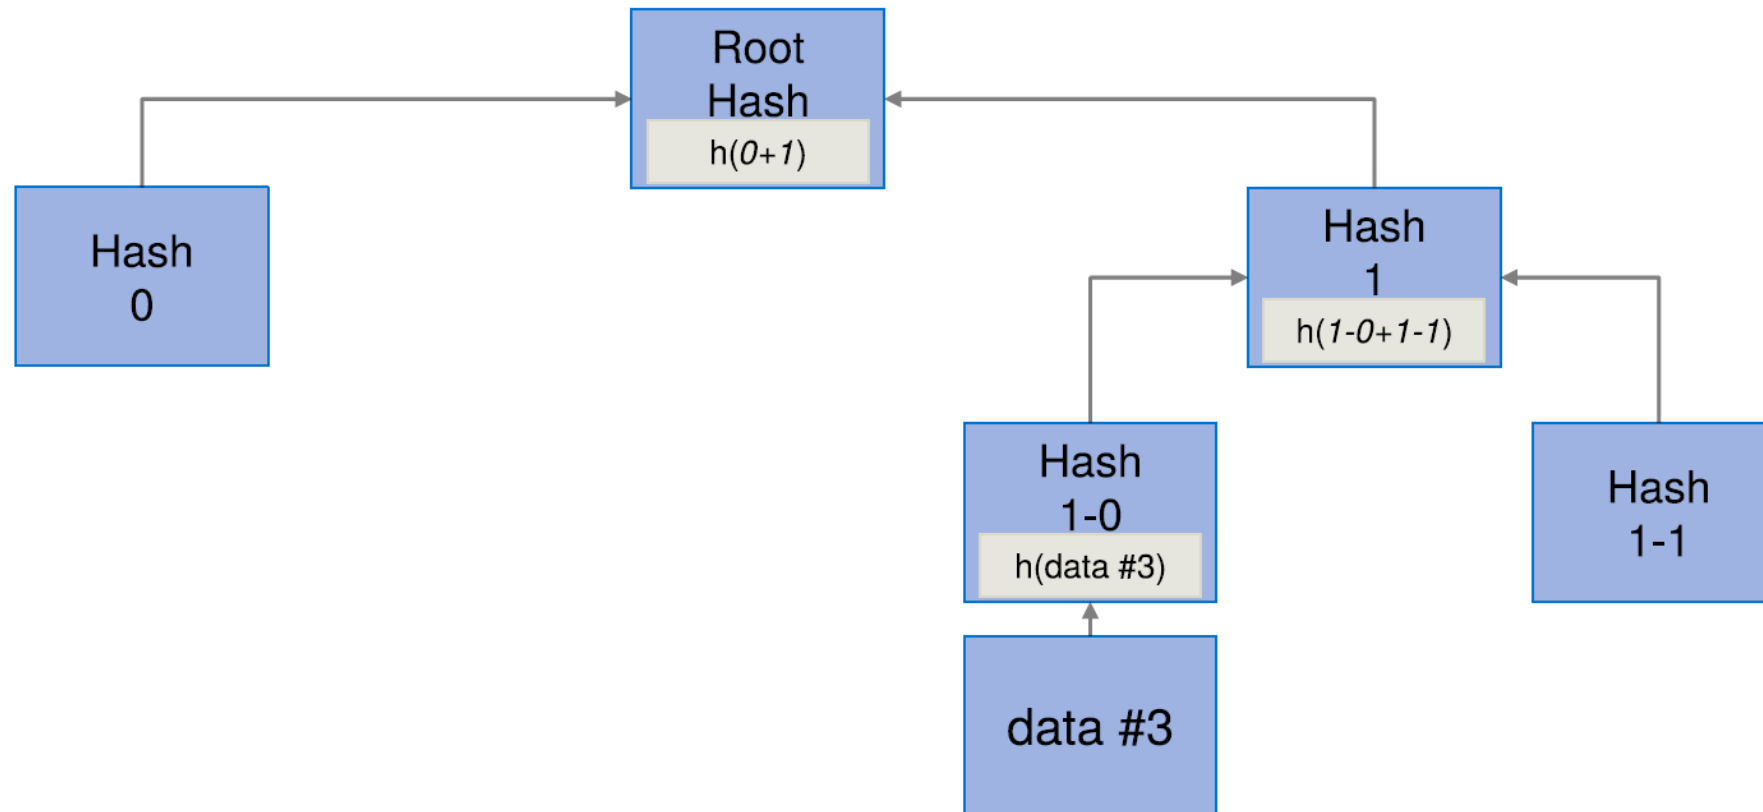 Root
Hash
h(0+1)
Hash
0
Hash
1
h(1-0+1-1)
Hash
1-0
h(data #3)
Hash
1-1
data #3